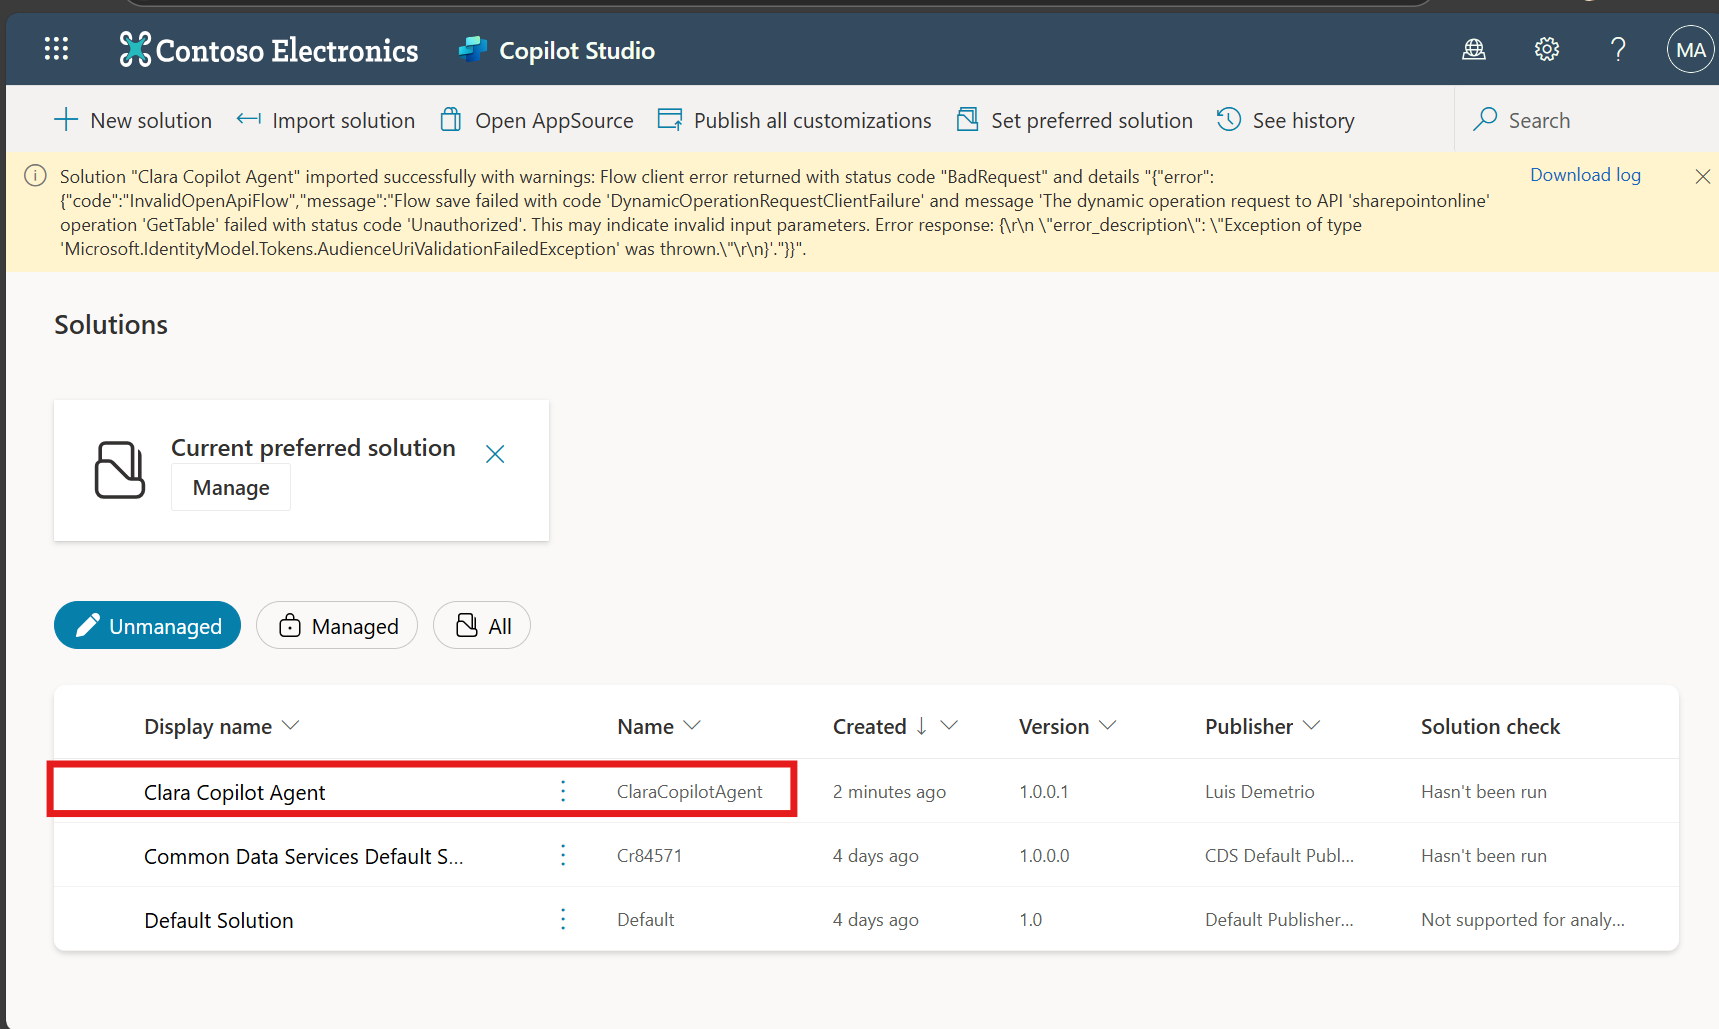 Contoso Electronics Copilot Studio MA
New solution Import solution Open AppSource Publish all customizations Set preferred solution See history Search
Solution "Clara Copilot Agent" imported successfully with warnings: Flow client error returned with status code "BadRequest" and details "{"error": Download log
{"code":"InvalidOpenApiFlow","message":"Flow save failed with code 'DynamicOperationRequestClientFailure' and message 'The dynamic operation request to API 'sharepointonline'
operation 'GetTable' failed with status code 'Unauthorized'. This may indicate invalid input parameters. Error response: {\r\n \"error_description\": \"Exception of type
'Microsoft.IdentityModel.Tokens.AudienceUriValidationFailedException' was thrown.\"\r\n}'."}}".
Solutions
Current preferred solution
Manage
Unmanaged Managed All
Display name Name Created Version Publisher Solution check
Clara Copilot Agent ClaraCopilotAgent 2 minutes ago 1.0.0.1 Luis Demetrio Hasn't been run
Common Data Services Default S... Cr84571 4 days ago 1.0.0.0 CDS Default Publ... Hasn't been run
Default Solution Default 4 days ago 1.0 Default Publisher... Not supported for analy...